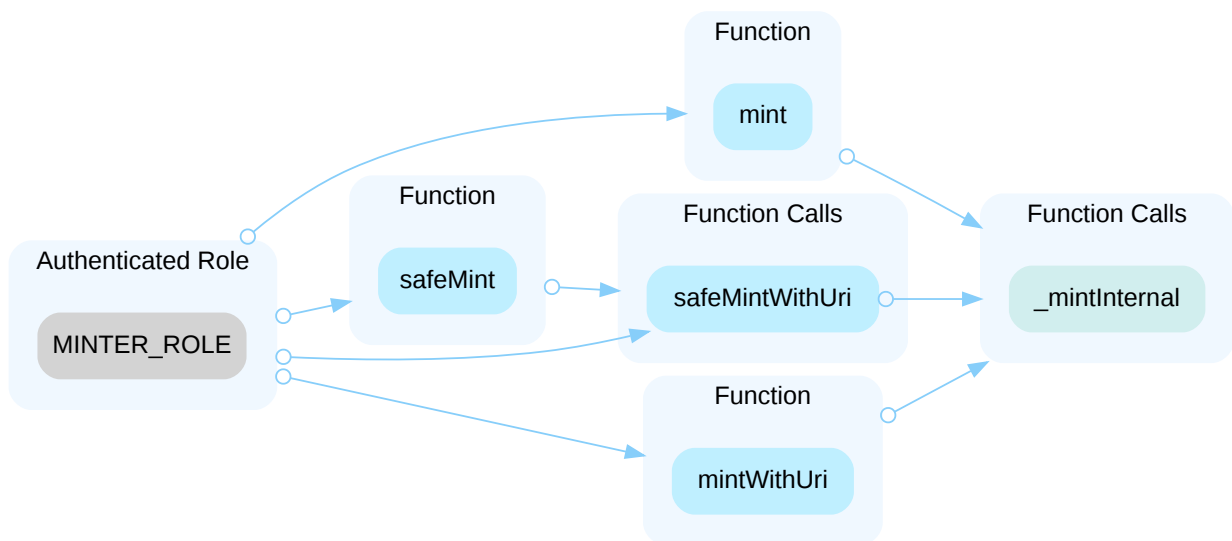 Function
mint
Function
safeMint
Function Calls
safeMintWithUri
Function Calls
_mintInternal
Authenticated Role
MINTER_ROLE
Function
mintWithUri